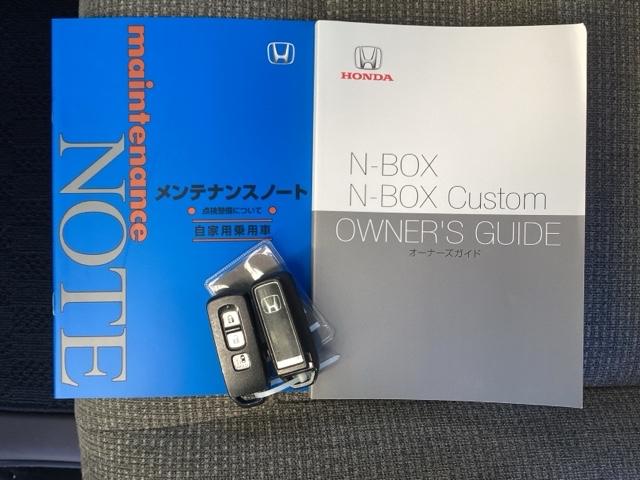 maintenance
NOTE
メンテナンスノート
点検整備について
自家用乗用車
HONDA
N-BOX
N-BOX Custom
OWNER'S GUIDE
オーナーズガイド